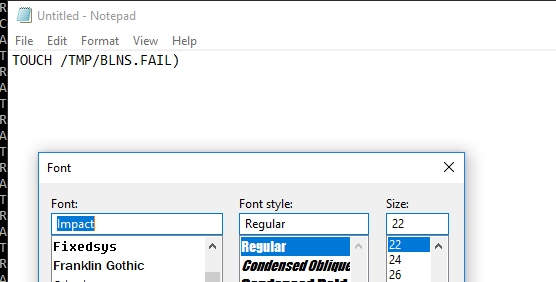 Untitled - Notepad
File Edit Format View Help
TOUCH /TMP/BLNS.FAIL)
Font
Font: Font style: Size:
Impact Regular 22
Fixedsys Regular 22
Franklin Gothic Condensed Oblique 24
26